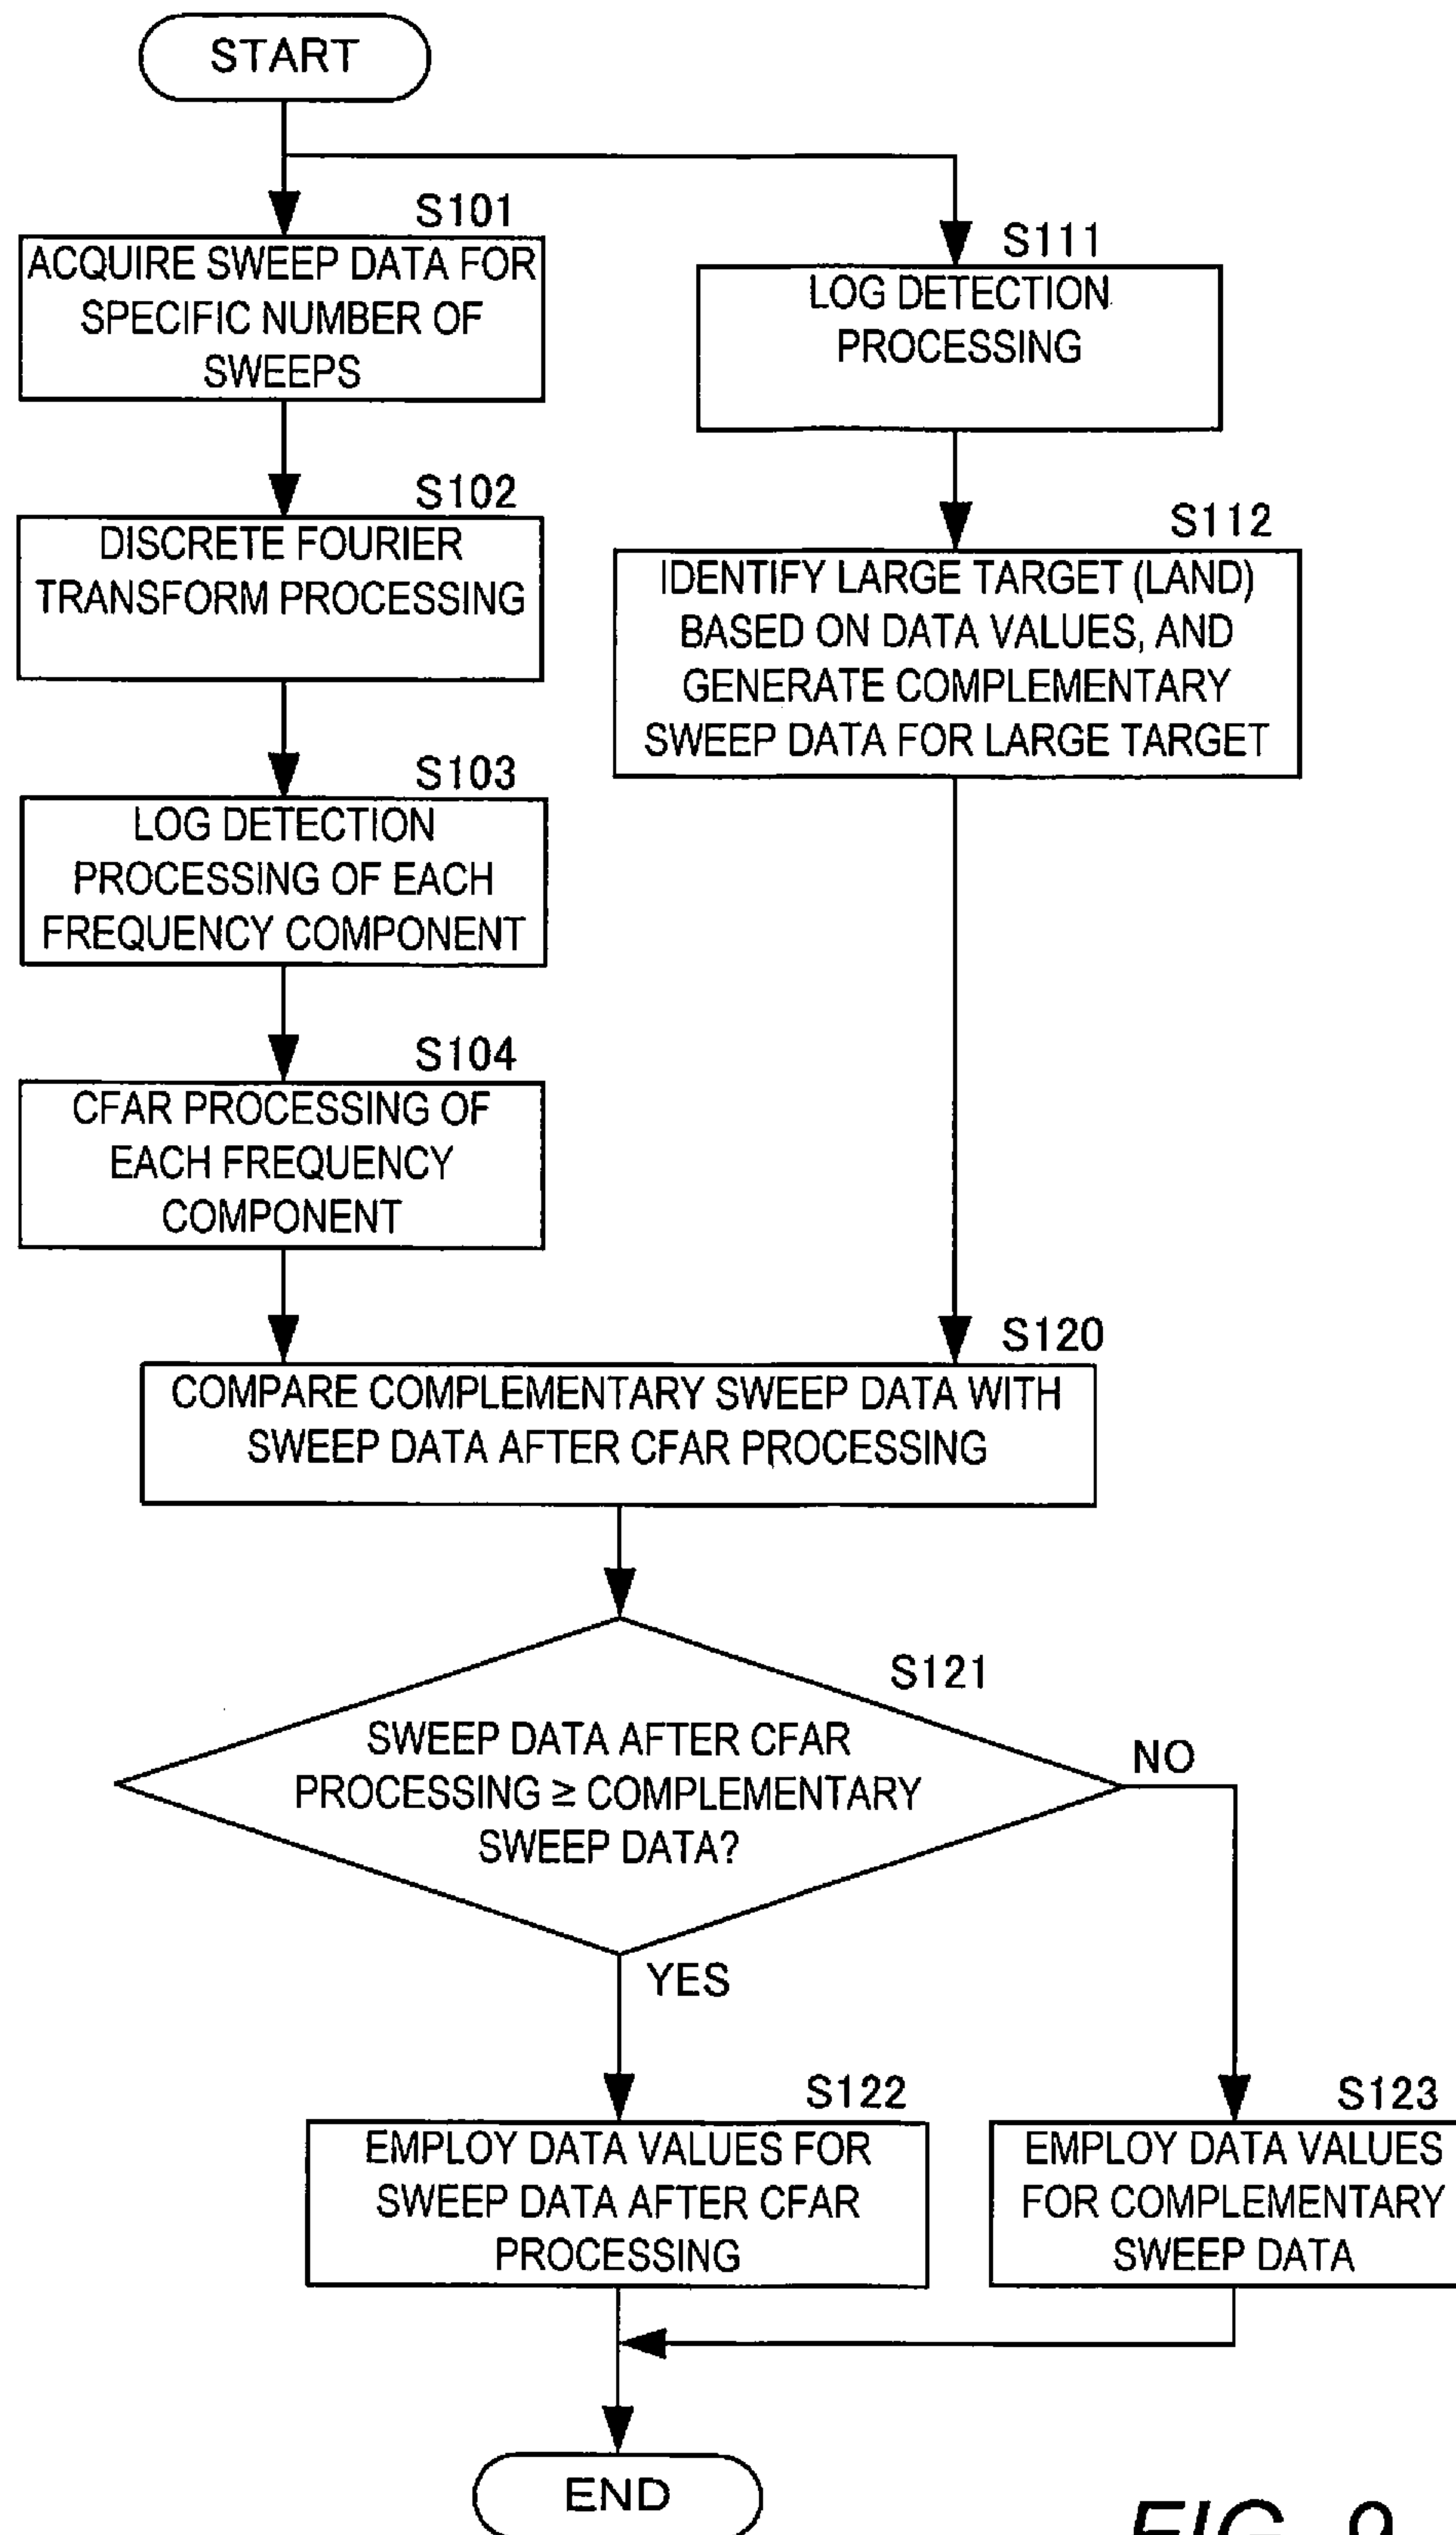 START
S101
ACQUIRE SWEEP DATA FOR
SPECIFIC NUMBER OF
SWEEPS
S111
LOG DETECTION
PROCESSING
S102
DISCRETE FOURIER
TRANSFORM PROCESSING
S112
IDENTIFY LARGE TARGET (LAND)
BASED ON DATA VALUES, AND
GENERATE COMPLEMENTARY
SWEEP DATA FOR LARGE TARGET
S103
LOG DETECTION
PROCESSING OF EACH
FREQUENCY COMPONENT
S104
CFAR PROCESSING OF
EACH FREQUENCY
COMPONENT
S120
COMPARE COMPLEMENTARY SWEEP DATA WITH
SWEEP DATA AFTER CFAR PROCESSING
S121
SWEEP DATA AFTER CFAR
PROCESSING ≥ COMPLEMENTARY
SWEEP DATA?
NO
YES
S122
EMPLOY DATA VALUES FOR
SWEEP DATA AFTER CFAR
PROCESSING
S123
EMPLOY DATA VALUES
FOR COMPLEMENTARY
SWEEP DATA
END
FIG.